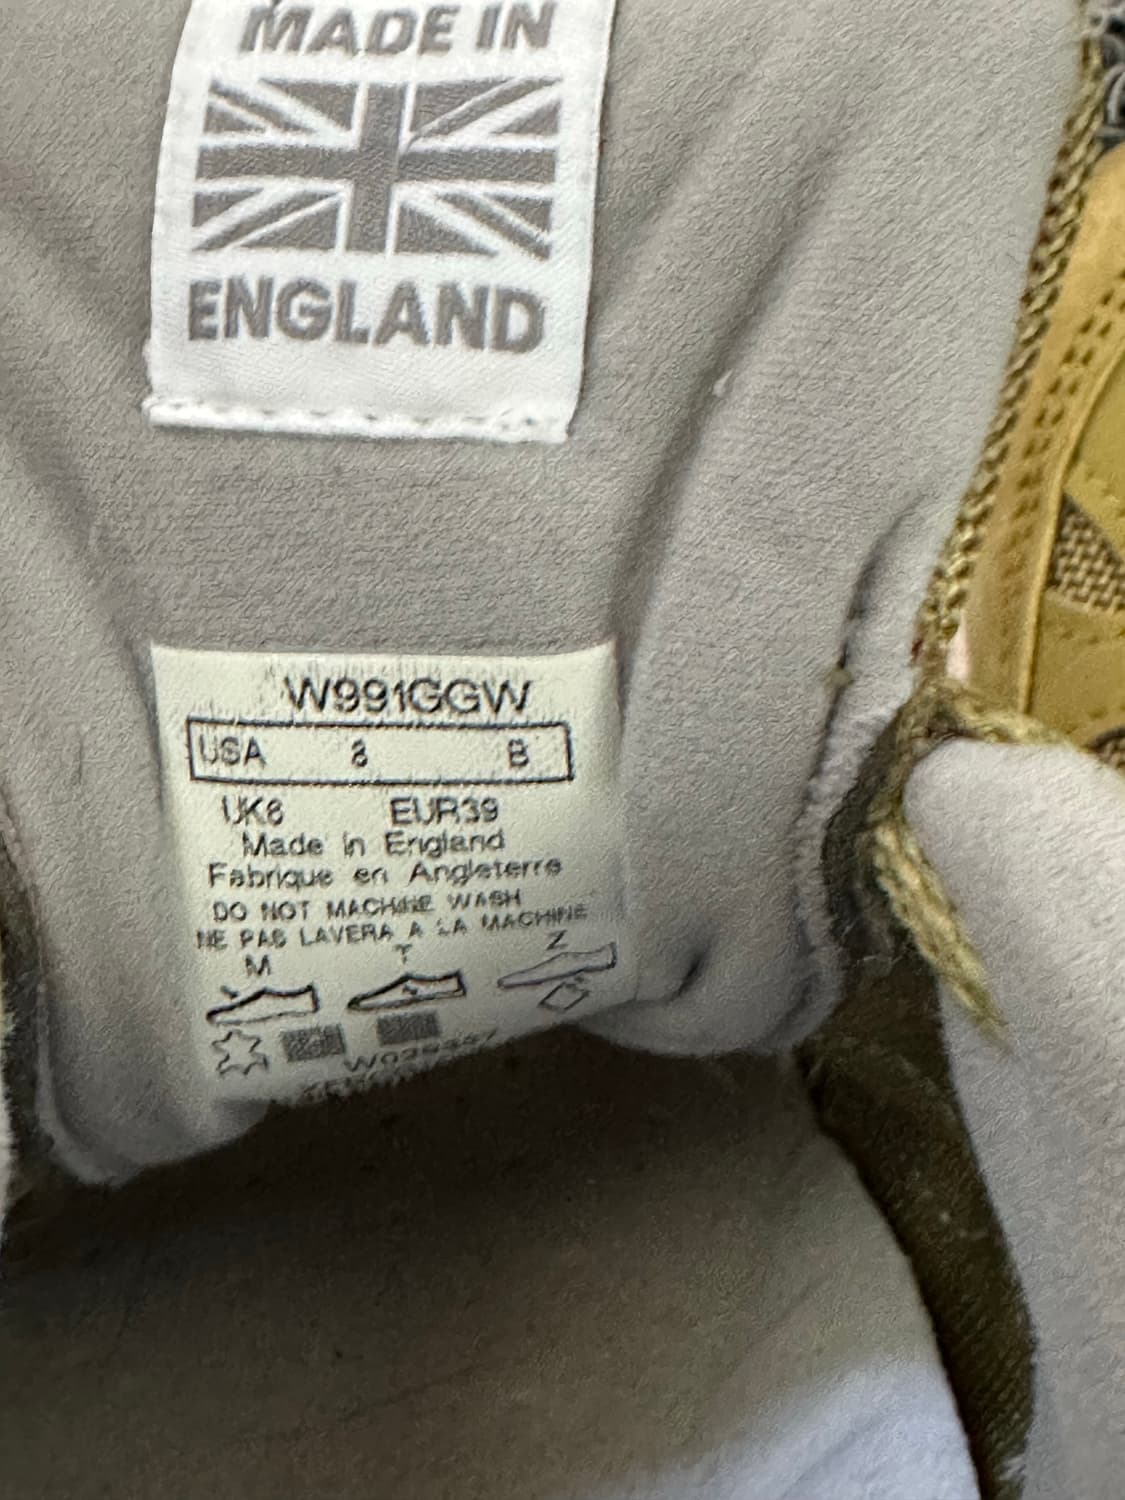 MADE IN
ENGLAND
W991GGW
USA 8 B
UK6 EUR39
Made in England
Fabrique en Angleterre
DO NOT MACHINE WASH
NE PAS LAVERA A LA MACHINE
M T Z